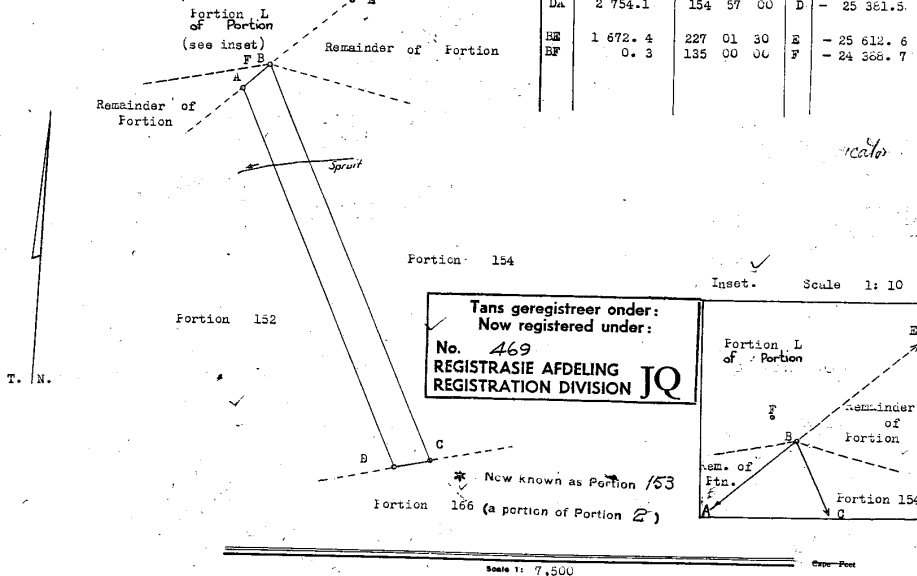 DA 2 754.1 154 57 00 D - 25 381.5
BE 1 672.4 227 01 30 E - 25 612.6
BF 0.3 135 00 00 F - 24 388.7
E
Portion L
of Portion
(see inset)
Remainder of Portion
F B
A
Remainder of
Portion
Spruit
Portion 154
Portion 152
T. N.
Tans geregistreer onder:
Now registered under:
No. 469
REGISTRASIE AFDELING
REGISTRATION DIVISION JQ
Inset. Scale 1: 10
E
Portion L
of Portion
F
Remainder
of
Portion
B
Rem. of
Ptn.
Portion 154
A
C
D
C
* Now known as Portion 153
Portion 166 (a portion of Portion 2)
Scale 1: 7,500
Cape Feet